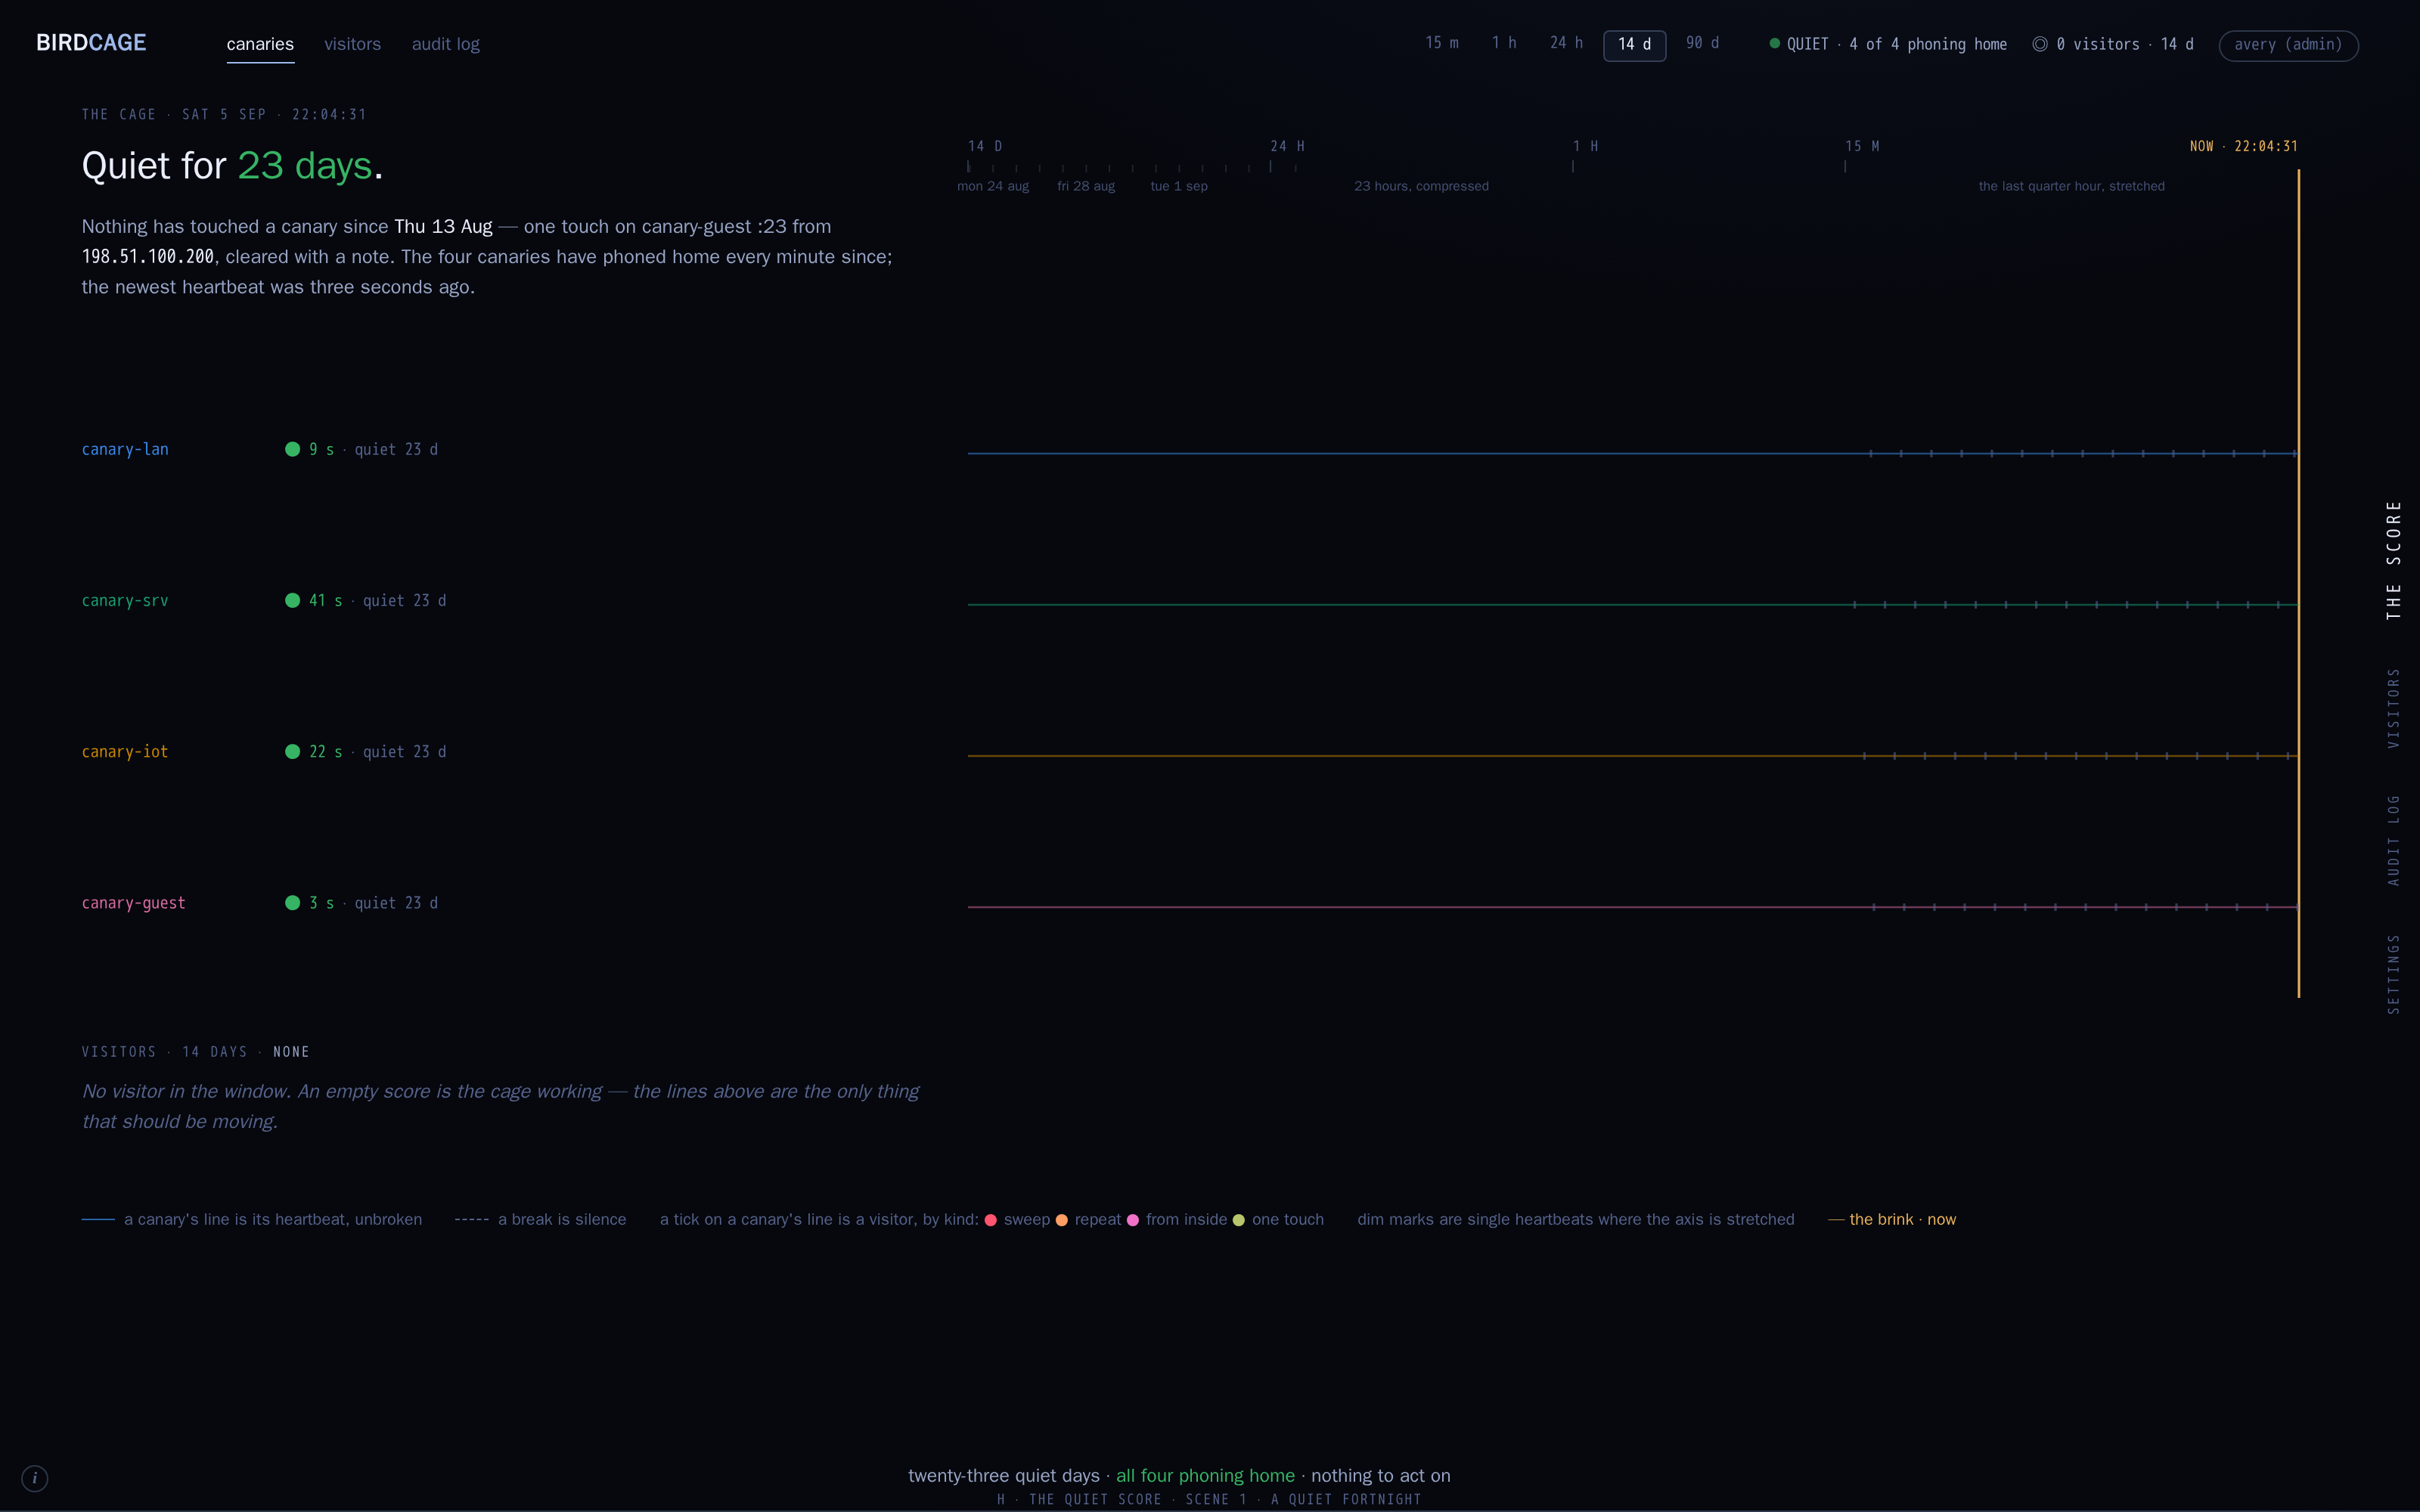 BIRDCAGE canaries visitors audit log 15 m 1 h 24 h 14 d 90 d QUIET · 4 of 4 phoning home ◎ 0 visitors · 14 d avery (admin)
THE CAGE · SAT 5 SEP · 22:04:31
Quiet for 23 days.
Nothing has touched a canary since Thu 13 Aug — one touch on canary-guest :23 from
198.51.100.200, cleared with a note. The four canaries have phoned home every minute since;
the newest heartbeat was three seconds ago.
14 D 24 H 1 H 15 M NOW · 22:04:31
mon 24 aug fri 28 aug tue 1 sep 23 hours, compressed the last quarter hour, stretched
canary-lan 9 s · quiet 23 d
canary-srv 41 s · quiet 23 d
canary-iot 22 s · quiet 23 d
canary-guest 3 s · quiet 23 d
THE SCORE
VISITORS
AUDIT LOG
SETTINGS
VISITORS · 14 DAYS · NONE
No visitor in the window. An empty score is the cage working — the lines above are the only thing
that should be moving.
a canary's line is its heartbeat, unbroken a break is silence a tick on a canary's line is a visitor, by kind: sweep repeat from inside one touch dim marks are single heartbeats where the axis is stretched — the brink · now
i
twenty-three quiet days · all four phoning home · nothing to act on
H · THE QUIET SCORE · SCENE 1 · A QUIET FORTNIGHT